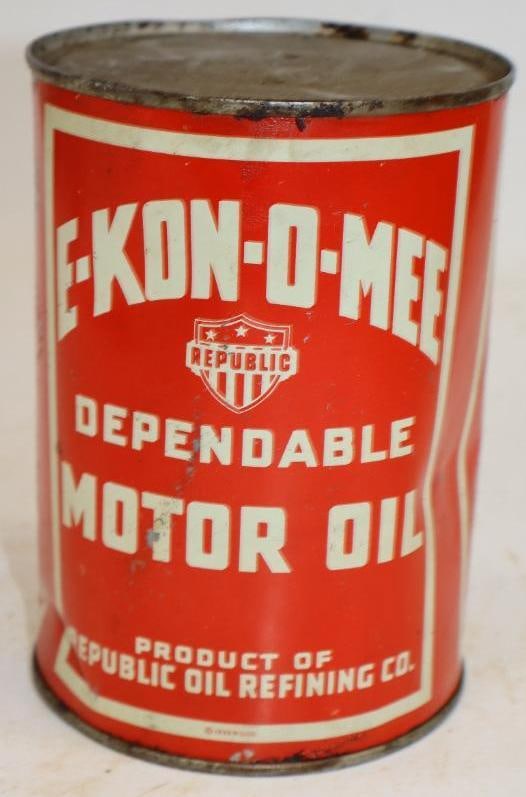 E-KON-O-MEE
REPUBLIC
DEPENDABLE
MOTOR OIL
PRODUCT OF
REPUBLIC OIL REFINING CO.